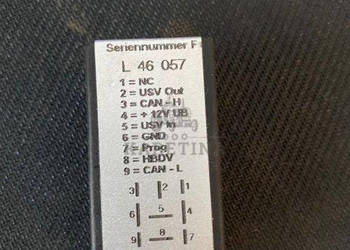 Seriennummer F
L 46 057
1 = NC
2 = USV Out
3 = CAN - H
4 = + 12V UB
5 = USV In
6 = GND
7 = Prog
8 = HBDV
9 = CAN - L
3 2 1
6 5 4
9 8 7